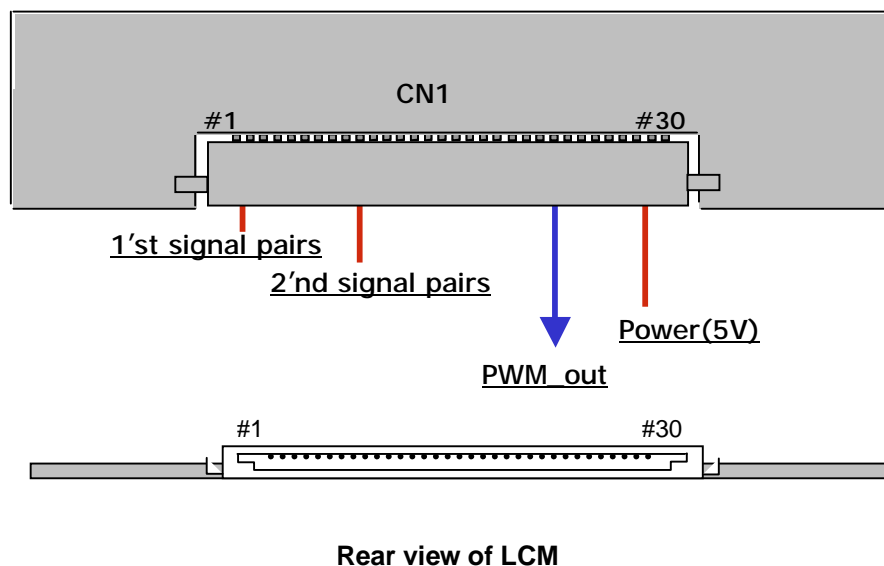 CN1
#1 #30
1'st signal pairs
2'nd signal pairs
Power(5V)
PWM_out
#1 #30
Rear view of LCM